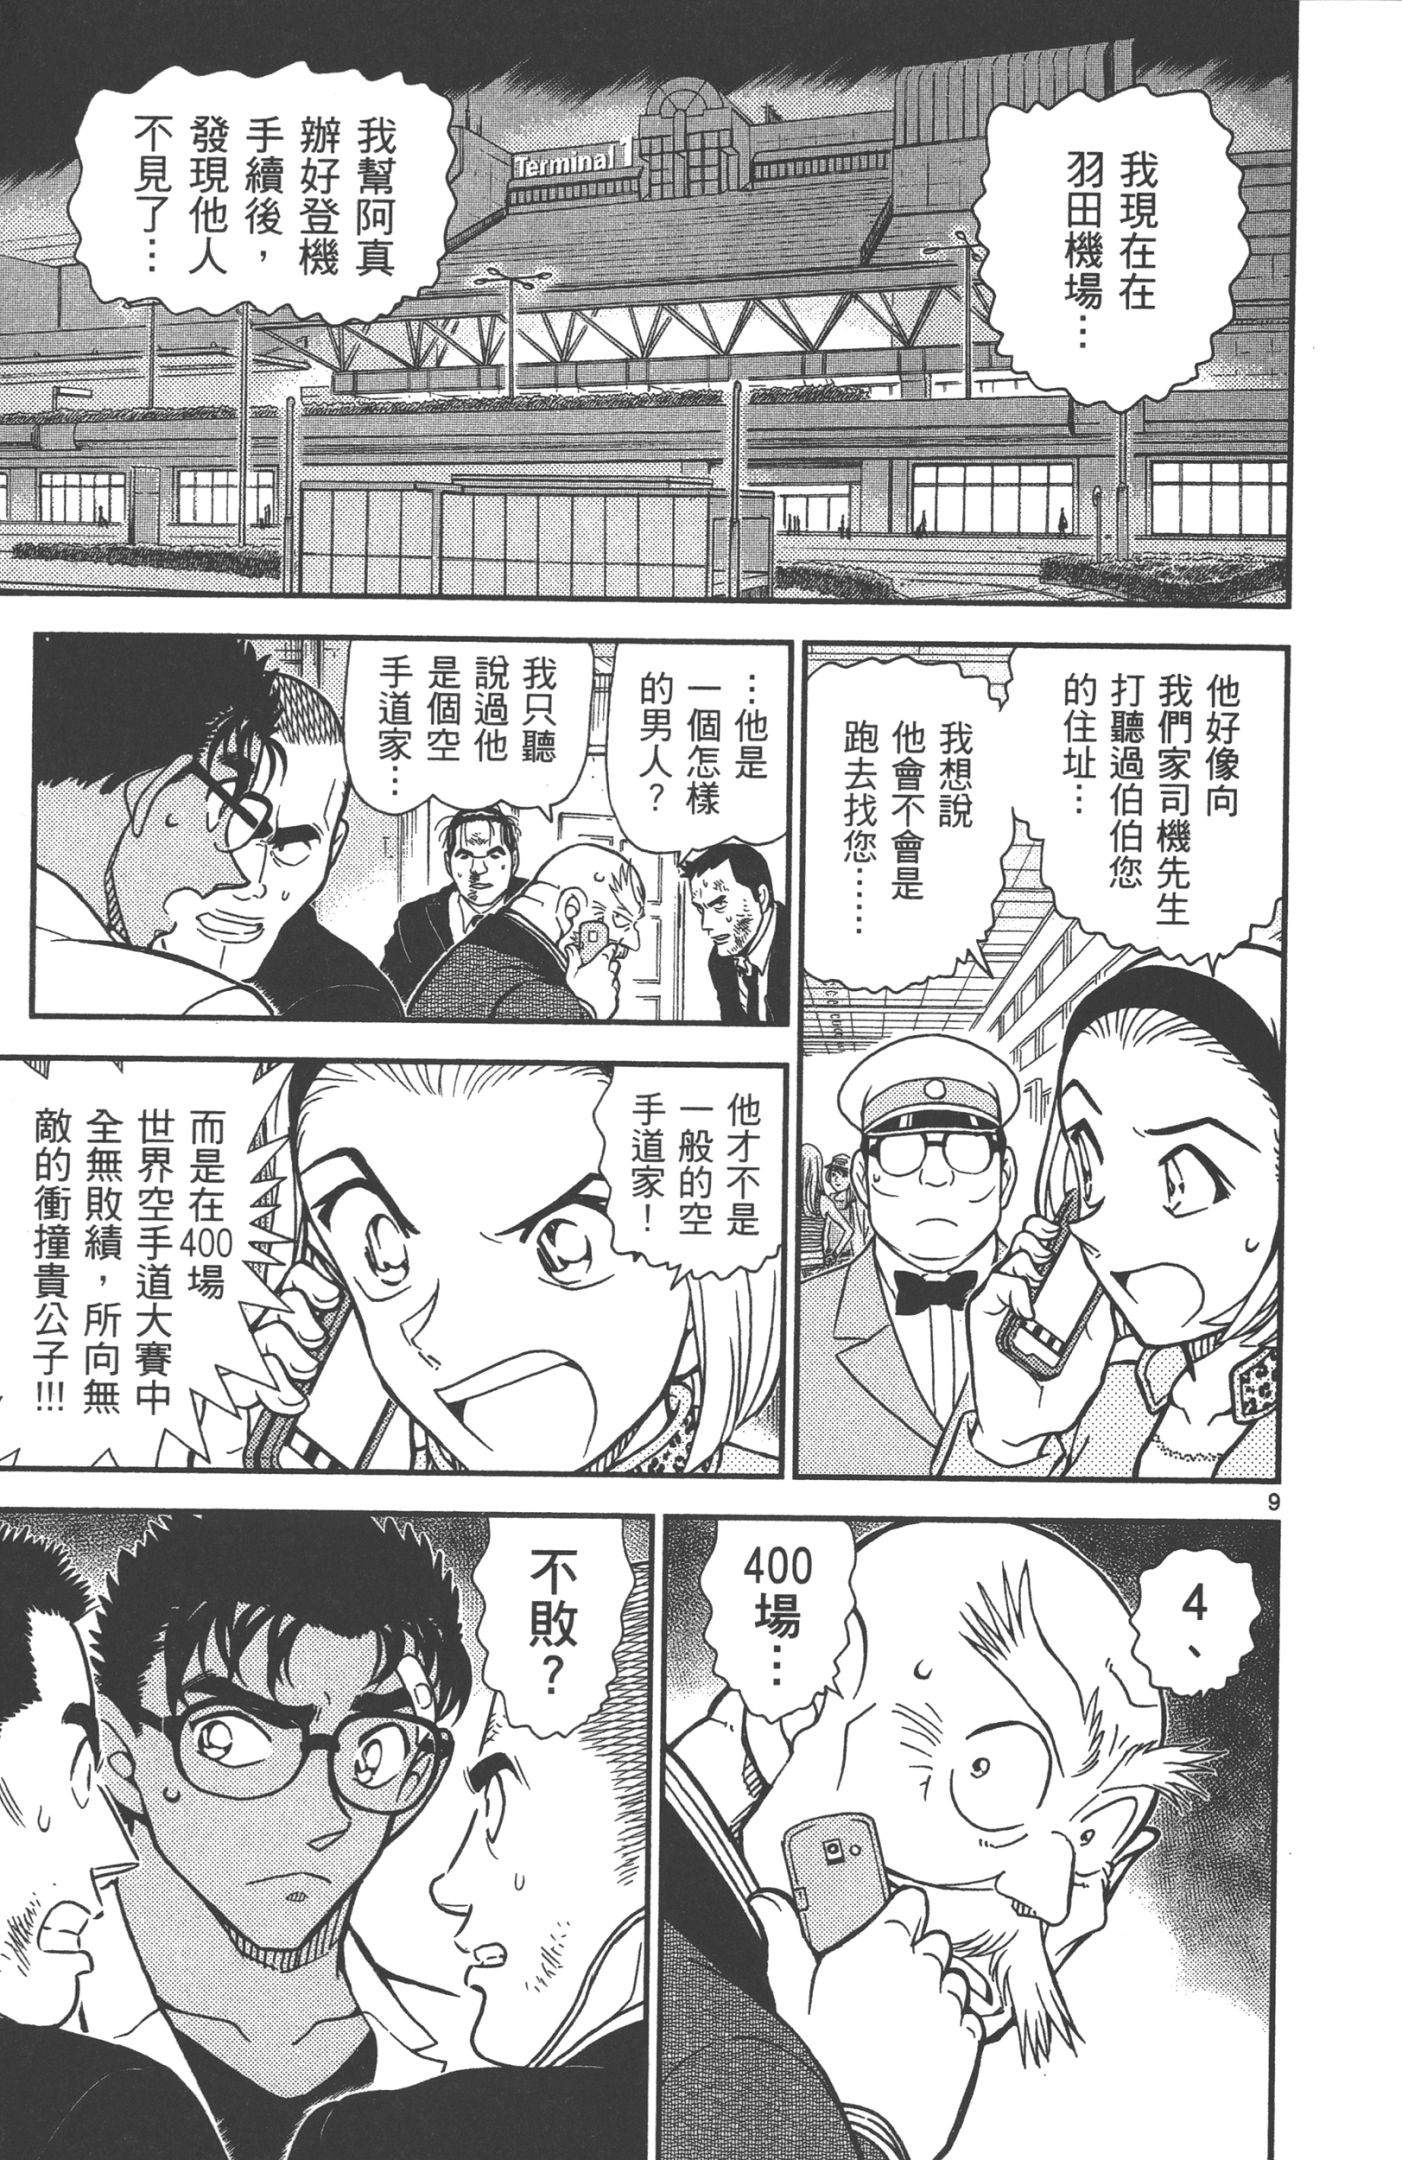 我現在在
羽田機場…
Terminal 1
我幫阿真
辦好登機
手續後，
發現他人
不見了…
他好像向
我們家司機先生
打聽過伯伯您
的住址…
我想說
他會不會是
跑去找您……
…他是
一個怎樣
的男人？
我只聽
說過他
是個空
手道家…
他才不是
一般的空
手道家！
而是在400場
世界空手道大賽中
全無敗績，所向無
敵的衝撞貴公子!!!
9
4、
400
場…
不敗？